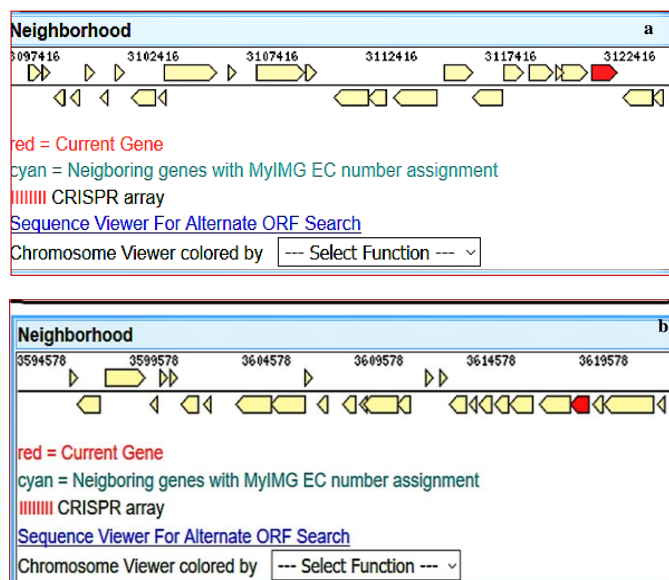 Neighborhood a
3097416 3102416 3107416 3112416 3117416 3122416
red = Current Gene
cyan = Neigboring genes with MyIMG EC number assignment
CRISPR array
Sequence Viewer For Alternate ORF Search
Chromosome Viewer colored by --- Select Function ---
Neighborhood b
3594578 3599578 3604578 3609578 3614578 3619578
red = Current Gene
cyan = Neigboring genes with MyIMG EC number assignment
CRISPR array
Sequence Viewer For Alternate ORF Search
Chromosome Viewer colored by --- Select Function ---